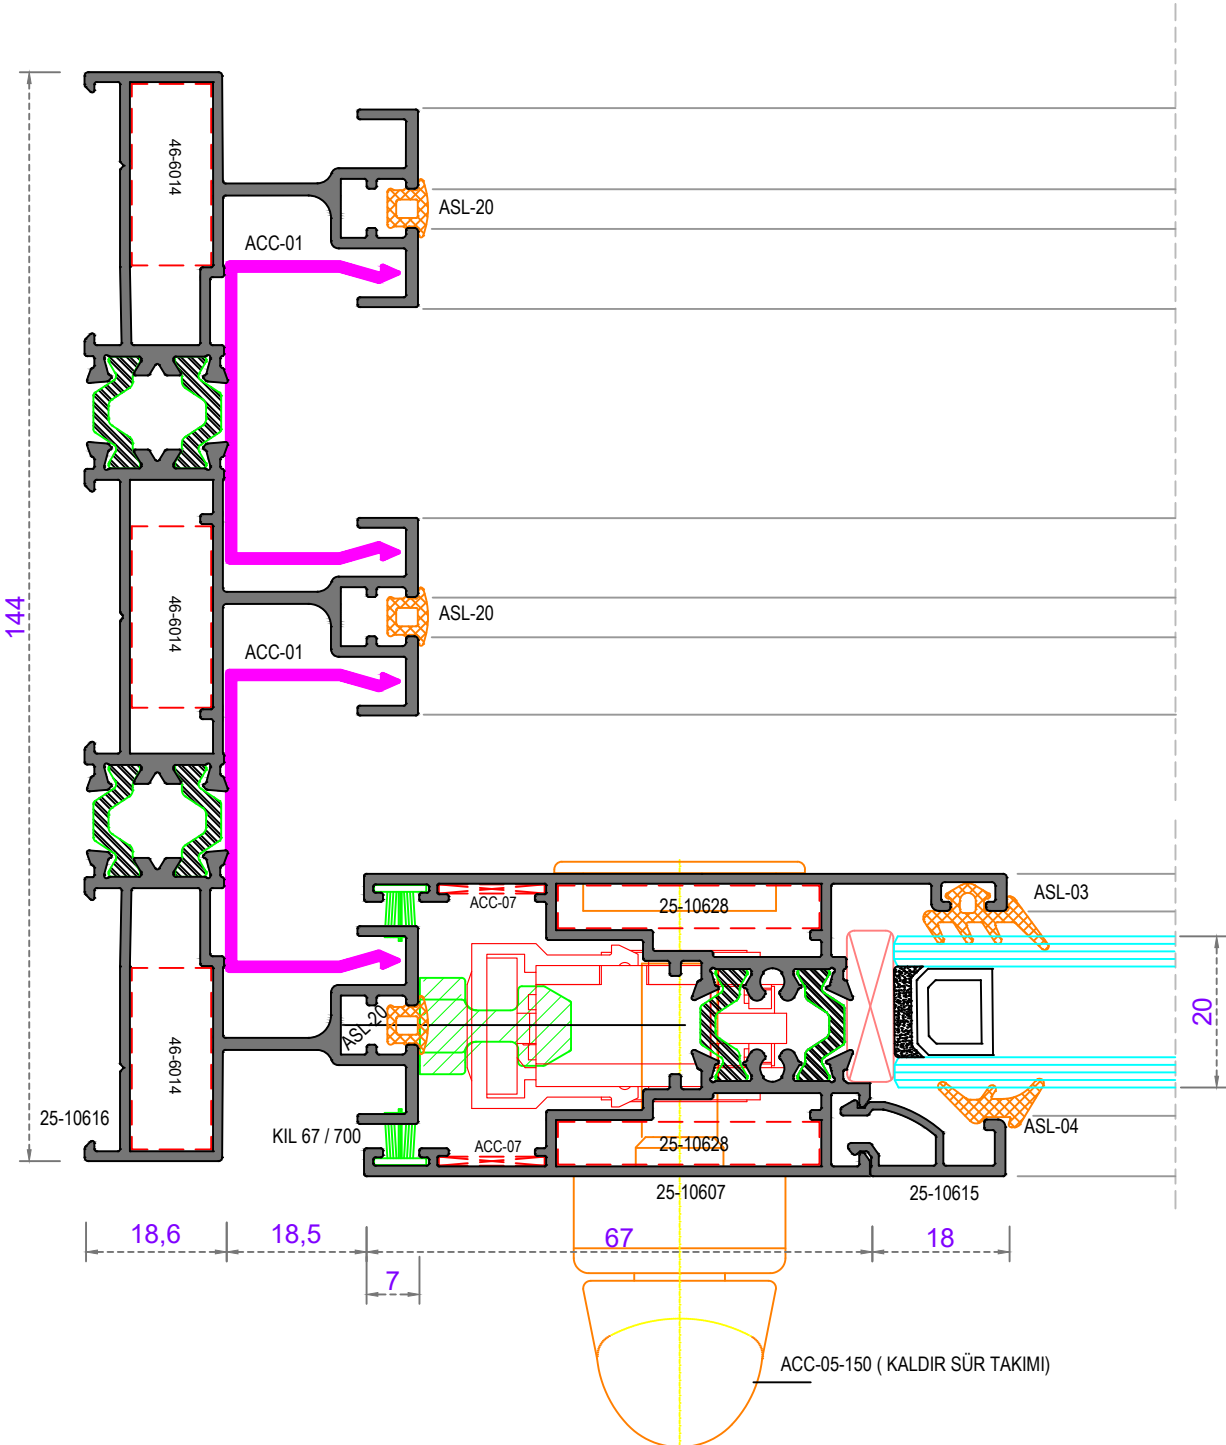 46-6014
ASL-20
ACC-01
144
46-6014
ASL-20
ACC-01
ACC-07
25-10628
ASL-03
20
ASL-20
46-6014
25-10616
KIL 67 / 700
ACC-07
25-10628
ASL-04
25-10607
25-10615
18,6
18,5
67
18
7
ACC-05-150 ( KALDIR SÜR TAKIMI)